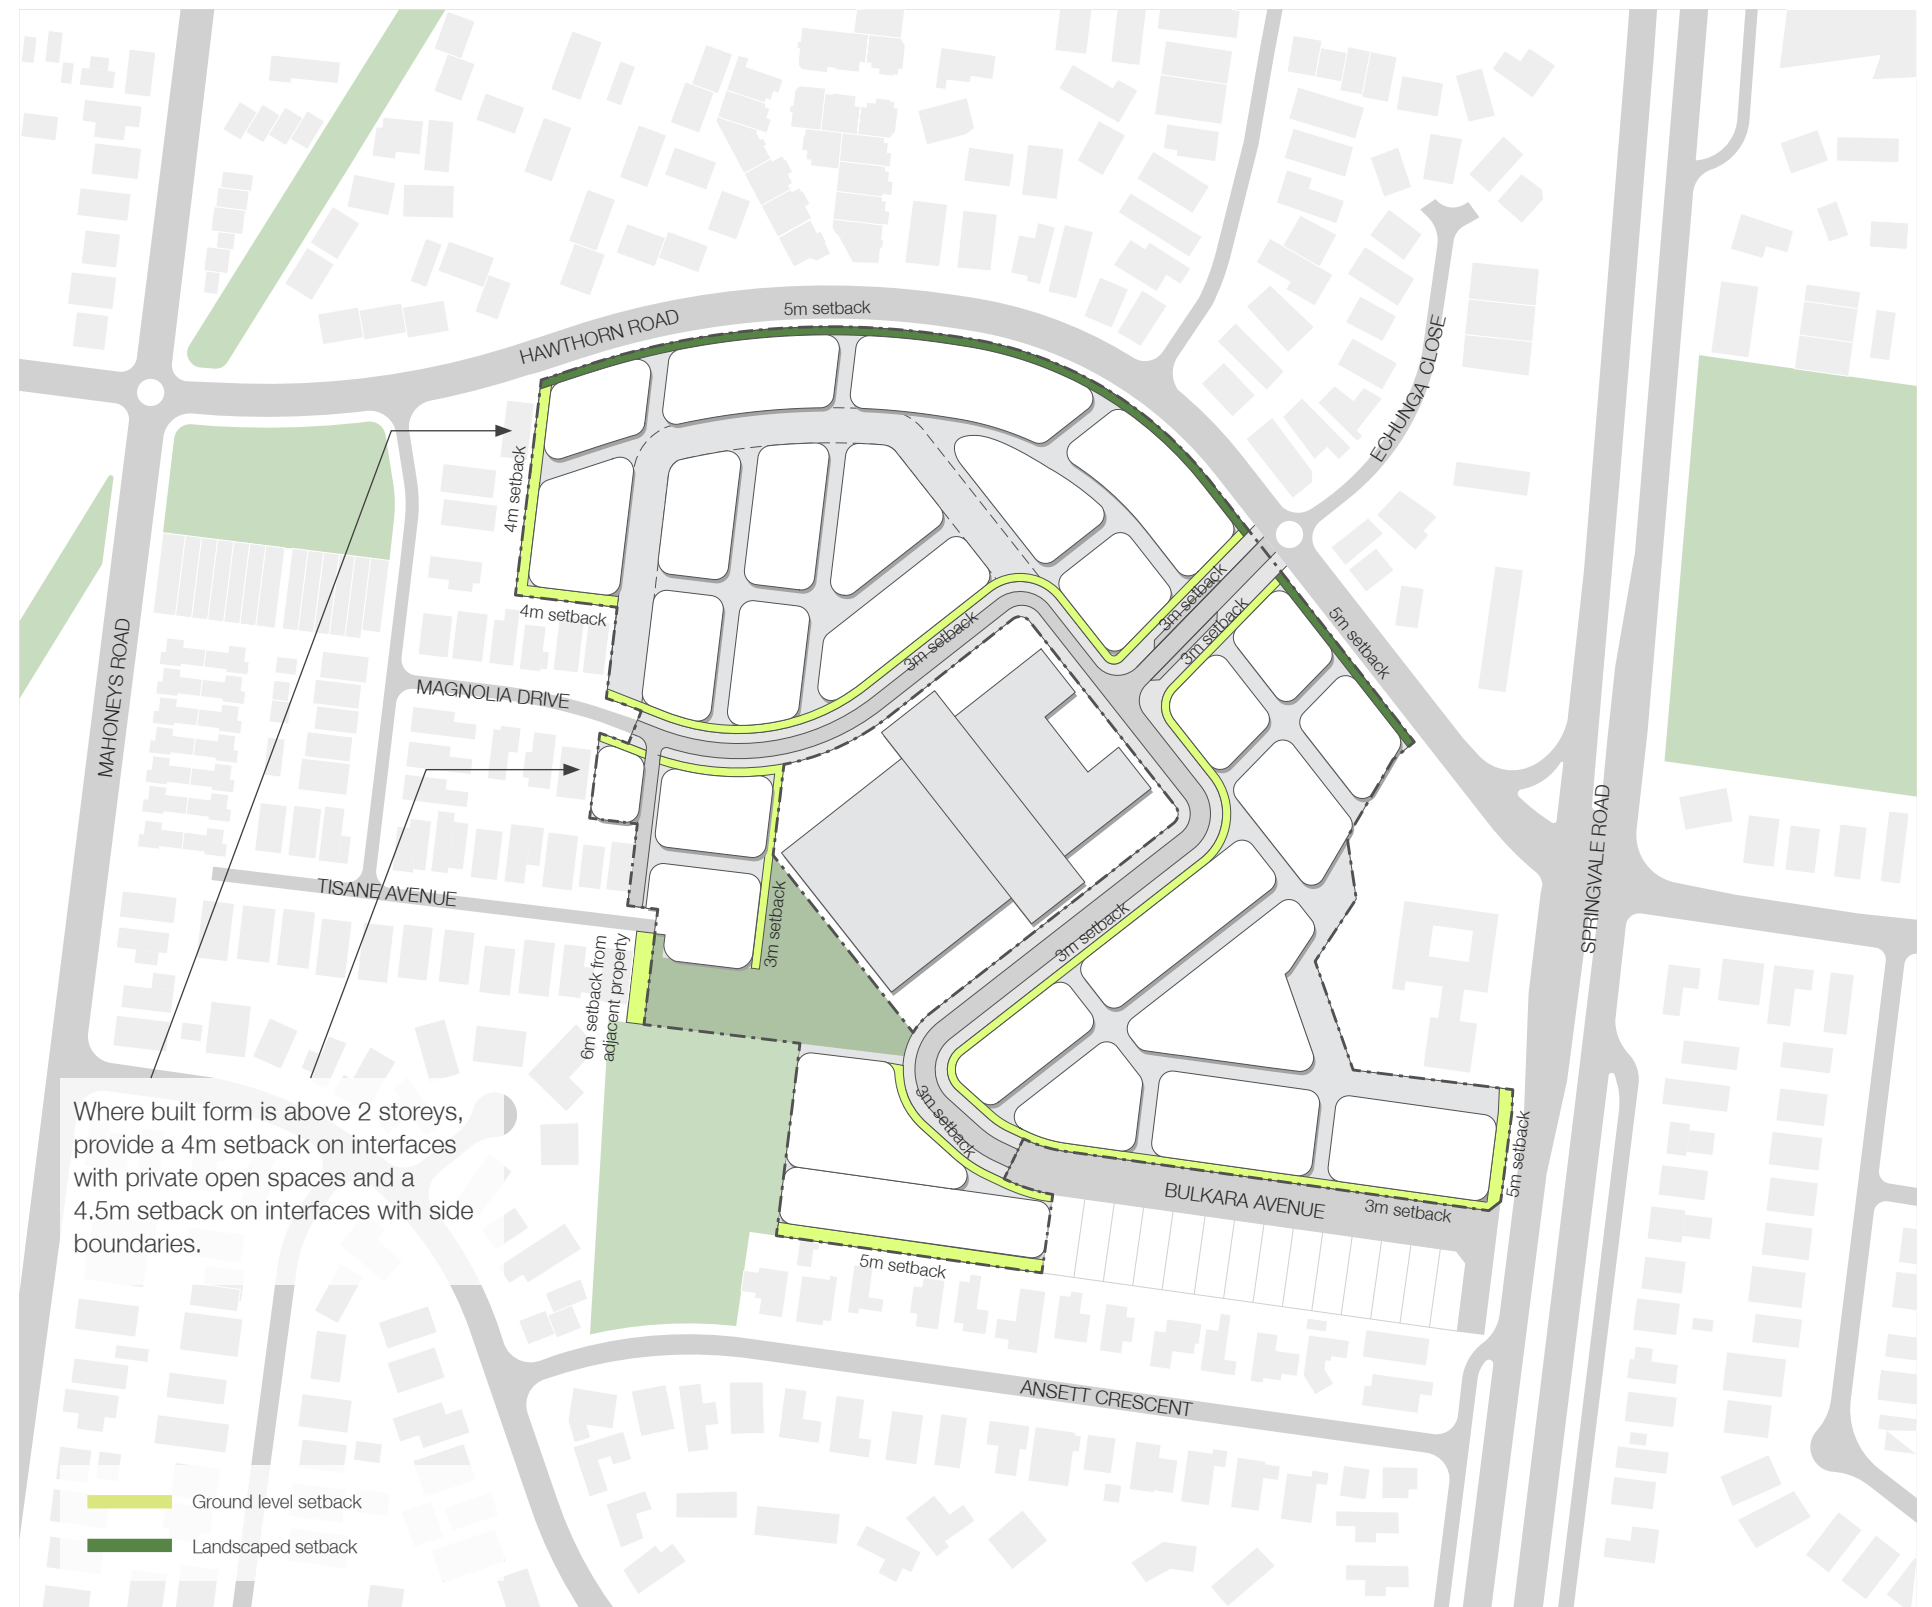 5m setback
HAWTHORN ROAD
ECHUNGA CLOSE
4m setback
4m setback
3m setback
3m setback
3m setback
5m setback
MAGNOLIA DRIVE
MAHONEYS ROAD
SPRINGVALE ROAD
TISANE AVENUE
3m setback
3m setback
6m setback from
adjacent property
3m setback
Where built form is above 2 storeys,
provide a 4m setback on interfaces
with private open spaces and a
4.5m setback on interfaces with side
boundaries.
BULKARA AVENUE
3m setback
5m setback
5m setback
ANSETT CRESCENT
Ground level setback
Landscaped setback